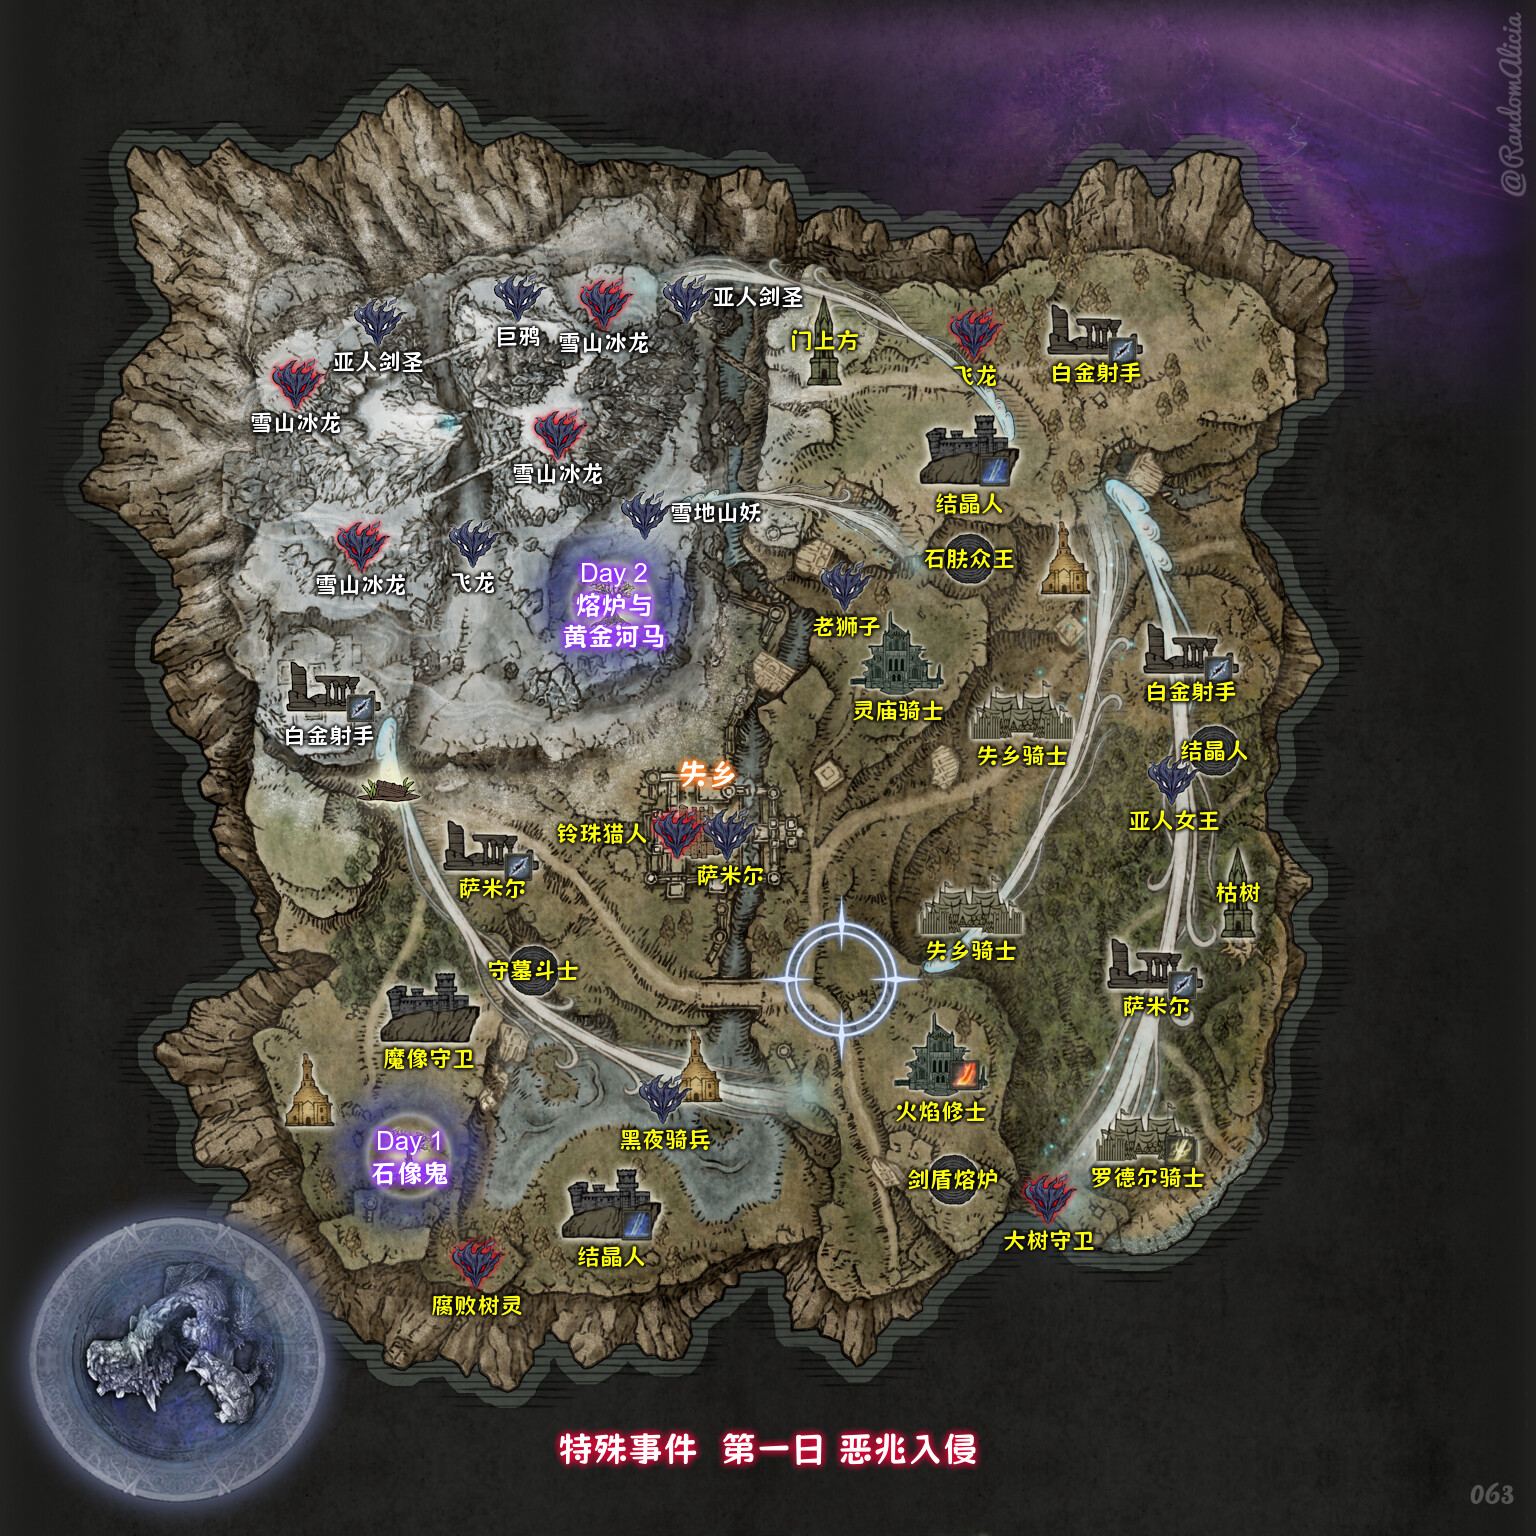 @RandomAlicia
亚人剑圣
巨鸦
雪山冰龙
亚人剑圣
门上方
飞龙
白金射手
雪山冰龙
雪山冰龙
结晶人
雪地山妖
石肤众王
雪山冰龙
飞龙
Day 2
熔炉与
黄金河马
老狮子
灵庙骑士
白金射手
白金射手
失乡骑士
结晶人
失乡
亚人女王
铃珠猎人
萨米尔
萨米尔
枯树
失乡骑士
守墓斗士
萨米尔
魔像守卫
火焰修士
黑夜骑兵
Day 1
石像鬼
剑盾熔炉
罗德尔骑士
大树守卫
结晶人
腐败树灵
特殊事件 第一日 恶兆入侵
063